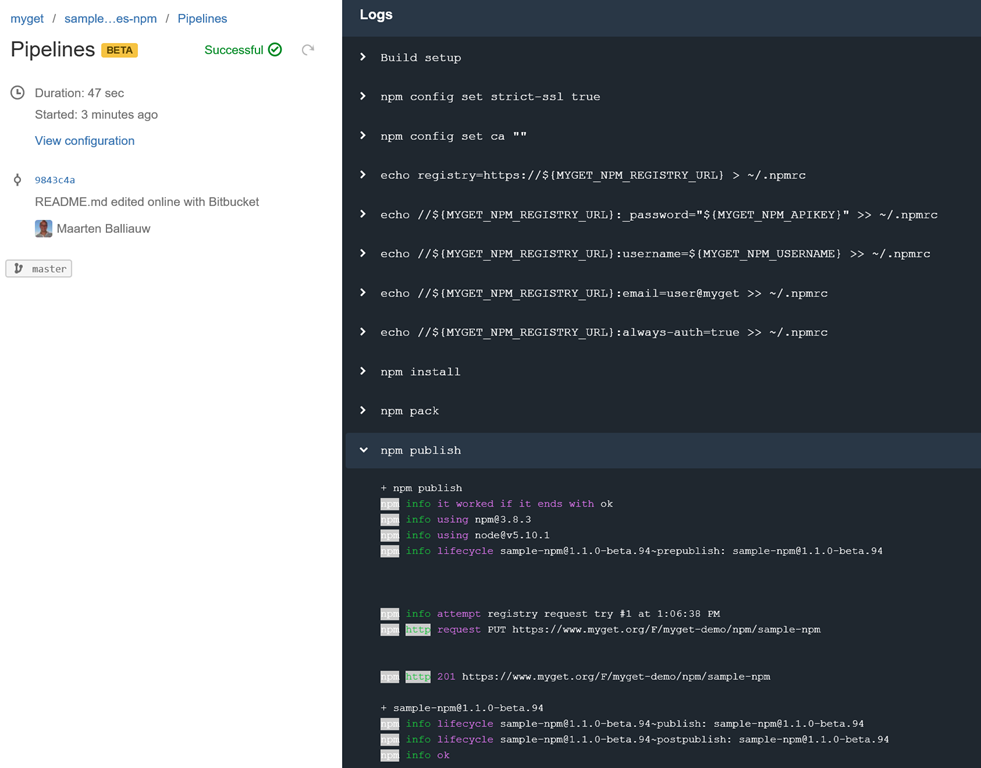 myget / sample…es-npm / Pipelines
Pipelines BETA
Successful
Duration: 47 sec
Started: 3 minutes ago
View configuration
9843c4a
README.md edited online with Bitbucket
Maarten Balliauw
master
Logs
Build setup
npm config set strict-ssl true
npm config set ca ""
echo registry=https://${MYGET_NPM_REGISTRY_URL} > ~/.npmrc
echo //${MYGET_NPM_REGISTRY_URL}:_password="${MYGET_NPM_APIKEY}" >> ~/.npmrc
echo //${MYGET_NPM_REGISTRY_URL}:username=${MYGET_NPM_USERNAME} >> ~/.npmrc
echo //${MYGET_NPM_REGISTRY_URL}:email=user@myget >> ~/.npmrc
echo //${MYGET_NPM_REGISTRY_URL}:always-auth=true >> ~/.npmrc
npm install
npm pack
npm publish
+ npm publish
npm info it worked if it ends with ok
npm info using npm@3.8.3
npm info using node@v5.10.1
npm info lifecycle sample-npm@1.1.0-beta.94~prepublish: sample-npm@1.1.0-beta.94
npm info attempt registry request try #1 at 1:06:38 PM
npm http request PUT https://www.myget.org/F/myget-demo/npm/sample-npm
npm http 201 https://www.myget.org/F/myget-demo/npm/sample-npm
+ sample-npm@1.1.0-beta.94
npm info lifecycle sample-npm@1.1.0-beta.94~publish: sample-npm@1.1.0-beta.94
npm info lifecycle sample-npm@1.1.0-beta.94~postpublish: sample-npm@1.1.0-beta.94
npm info ok